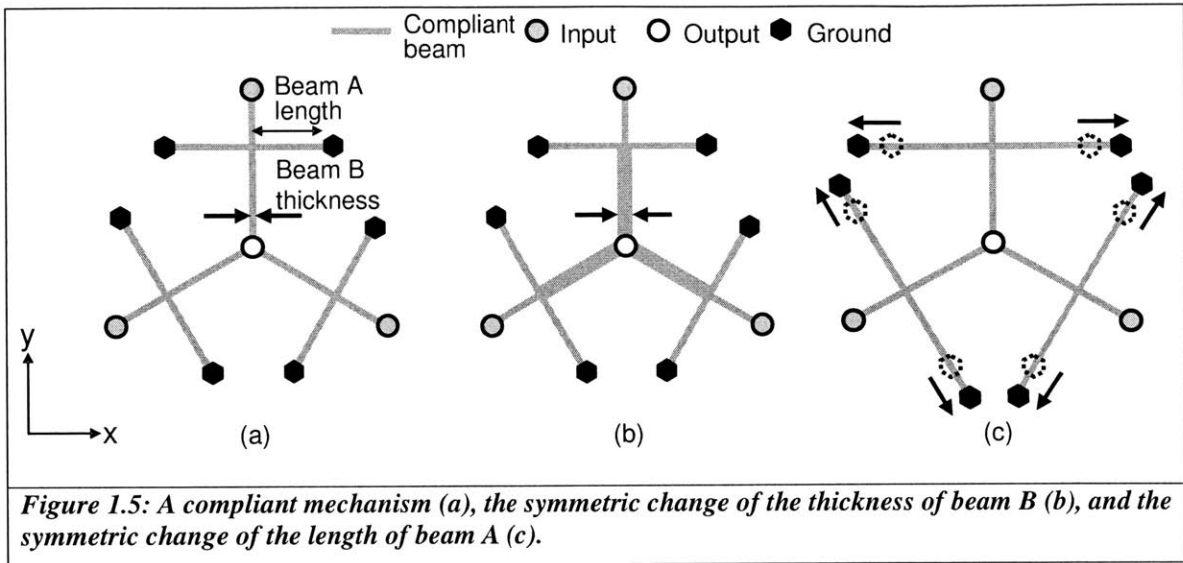 Compliant beam Input Output Ground
Beam A
length
Beam B
thickness
y
x
(a)
(b)
(c)
Figure 1.5: A compliant mechanism (a), the symmetric change of the thickness of beam B (b), and the
symmetric change of the length of beam A (c).